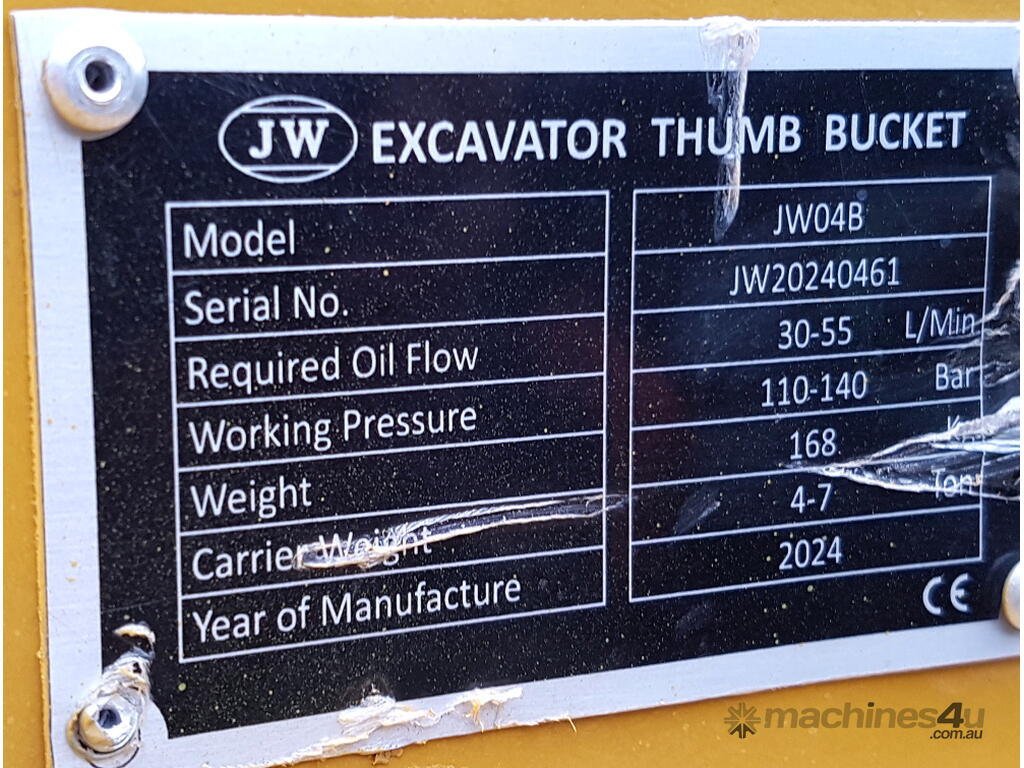 JW EXCAVATOR THUMB BUCKET
Model JW04B
Serial No. JW20240461
Required Oil Flow 30-55 L/Min
Working Pressure 110-140 Bar
Weight 168
Carrier Weight 4-7 Ton
Year of Manufacture 2024
CE
machines4u
.com.au